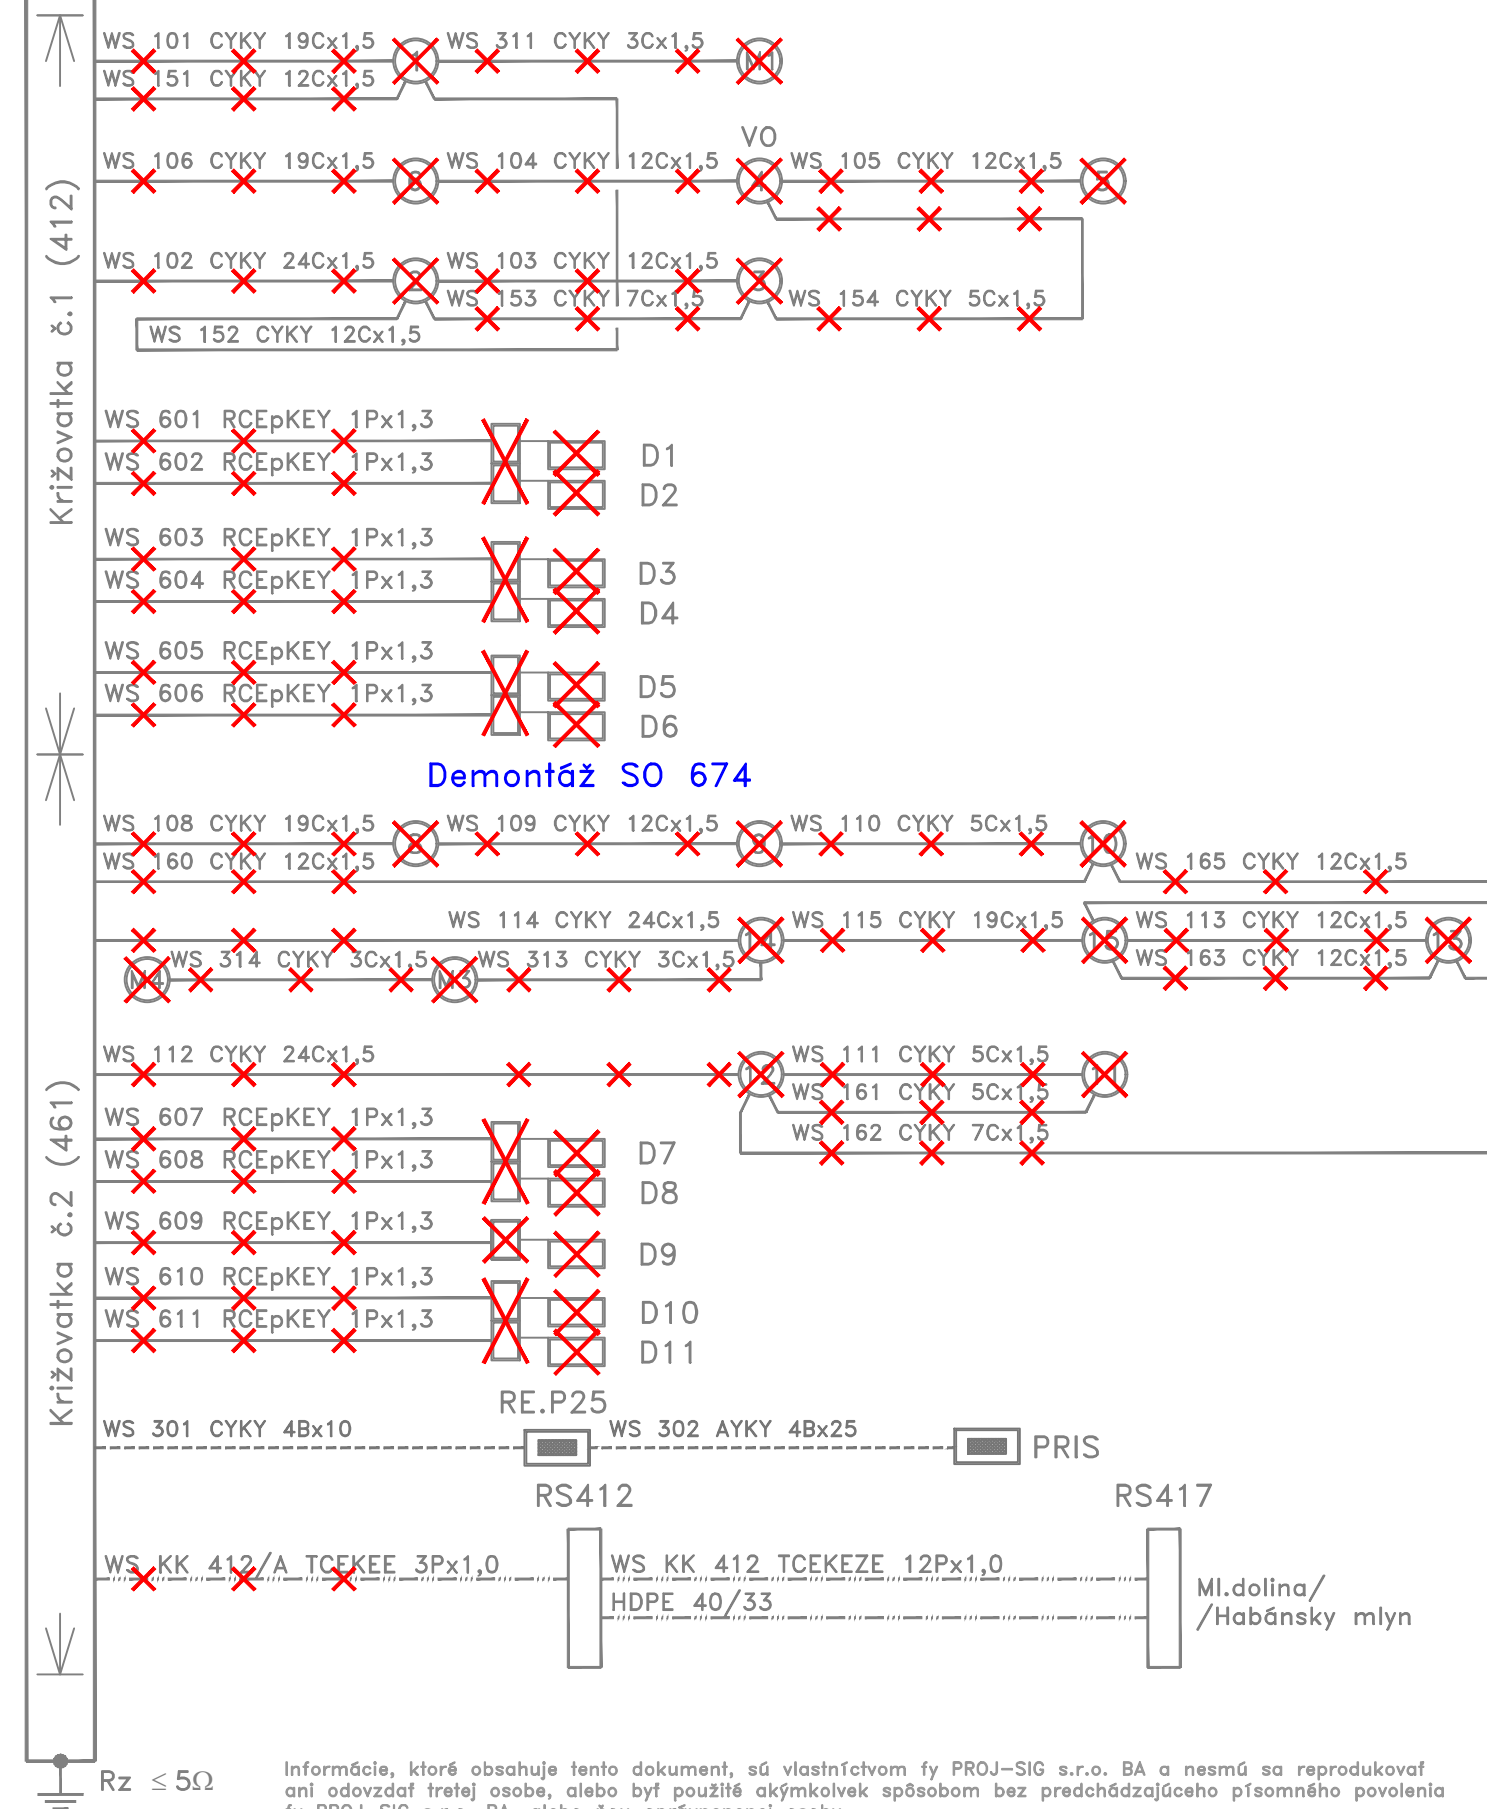 WS 101 CYKY 19Cx1,5
WS 311 CYKY 3Cx1,5
1
M1
WS 151 CYKY 12Cx1,5
VO
WS 106 CYKY 19Cx1,5
WS 104 CYKY 12Cx1,5
WS 105 CYKY 12Cx1,5
4
5
WS 102 CYKY 24Cx1,5
WS 103 CYKY 12Cx1,5
2
3
WS 153 CYKY 7Cx1,5
WS 154 CYKY 5Cx1,5
WS 152 CYKY 12Cx1,5
Križovatka č.1 (412)
WS 601 RCEpKEY 1Px1,3
D1
WS 602 RCEpKEY 1Px1,3
D2
WS 603 RCEpKEY 1Px1,3
D3
WS 604 RCEpKEY 1Px1,3
D4
WS 605 RCEpKEY 1Px1,3
D5
WS 606 RCEpKEY 1Px1,3
D6
Demontáž SO 674
WS 108 CYKY 19Cx1,5
WS 109 CYKY 12Cx1,5
WS 110 CYKY 5Cx1,5
10
WS 160 CYKY 12Cx1,5
WS 165 CYKY 12Cx1,5
WS 114 CYKY 24Cx1,5
WS 115 CYKY 19Cx1,5
WS 113 CYKY 12Cx1,5
14
15
13
WS 314 CYKY 3Cx1,5
WS 313 CYKY 3Cx1,5
WS 163 CYKY 12Cx1,5
M4
M3
WS 112 CYKY 24Cx1,5
WS 111 CYKY 5Cx1,5
12
11
WS 161 CYKY 5Cx1,5
WS 162 CYKY 7Cx1,5
Križovatka č.2 (461)
WS 607 RCEpKEY 1Px1,3
D7
WS 608 RCEpKEY 1Px1,3
D8
WS 609 RCEpKEY 1Px1,3
D9
WS 610 RCEpKEY 1Px1,3
D10
WS 611 RCEpKEY 1Px1,3
D11
RE.P25
WS 301 CYKY 4Bx10
WS 302 AYKY 4Bx25
PRIS
RS412
RS417
WS KK 412/A TCEKEE 3Px1,0
WS KK 412 TCEKEZE 12Px1,0
HDPE 40/33
Ml.dolina/
/Habánsky mlyn
Rz ≤5Ω
Informácie, ktoré obsahuje tento dokument, sú vlastníctvom fy PROJ-SIG s.r.o. BA a nesmú sa reprodukovať
ani odovzdať tretej osobe, alebo byť použité akýmkolvek spôsobom bez predchádzajúceho písomného povolenia